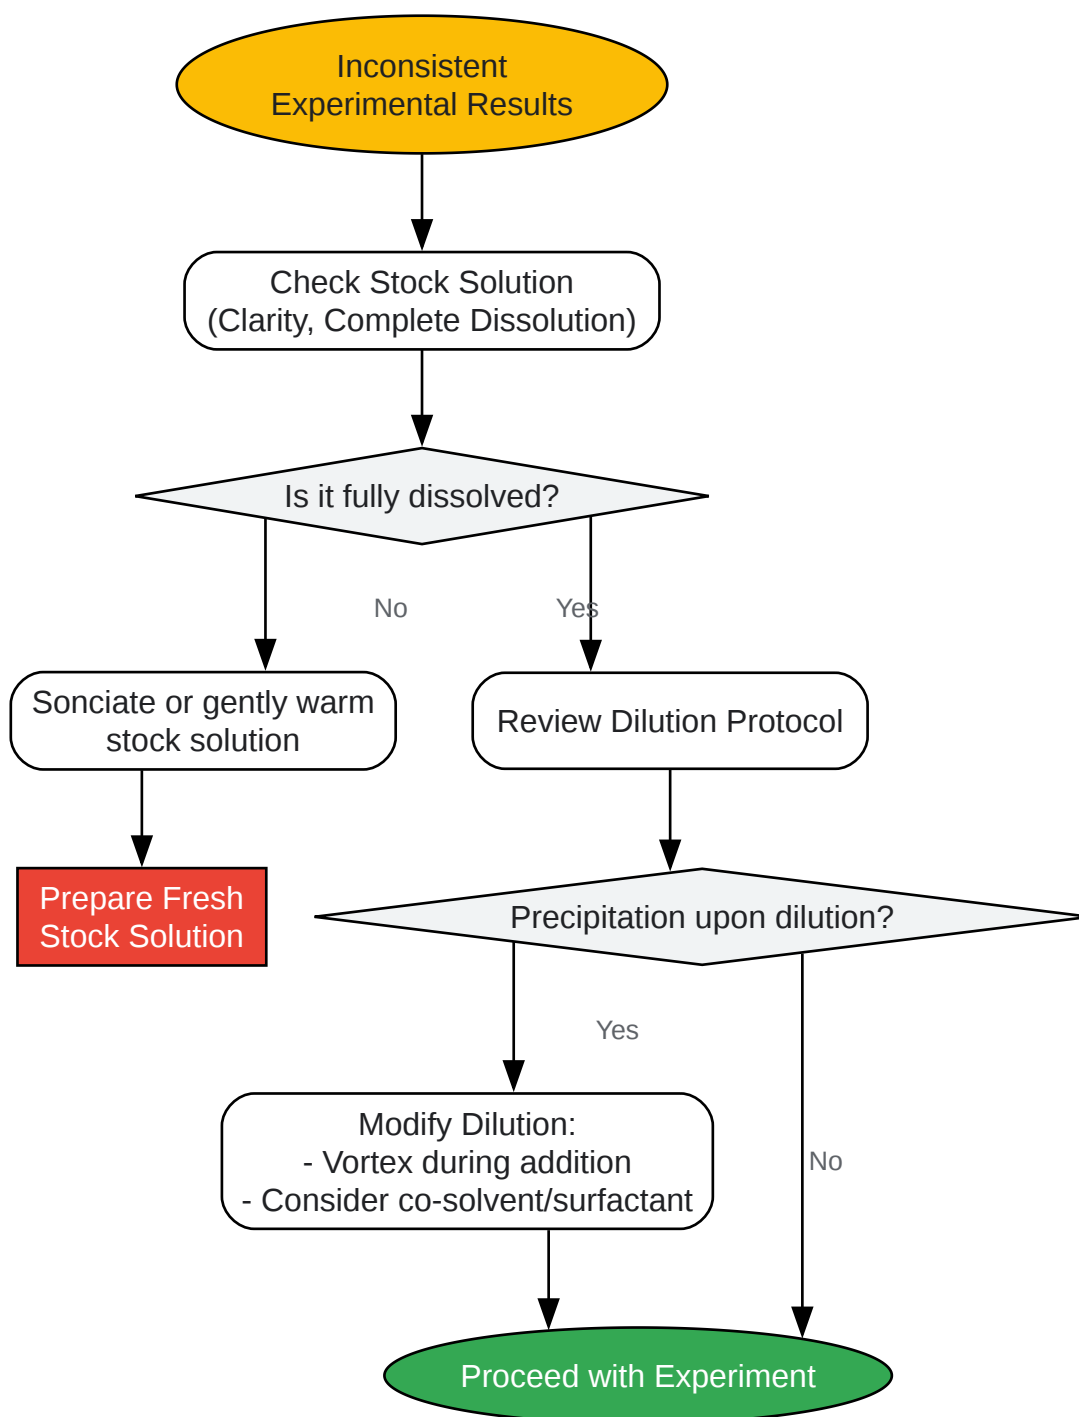 Inconsistent
Experimental Results
Check Stock Solution
(Clarity, Complete Dissolution)
Is it fully dissolved?
No
Yes
Sonciate or gently warm
stock solution
Review Dilution Protocol
Prepare Fresh
Stock Solution
Precipitation upon dilution?
Yes
Modify Dilution:
- Vortex during addition
- Consider co-solvent/surfactant
No
Proceed with Experiment